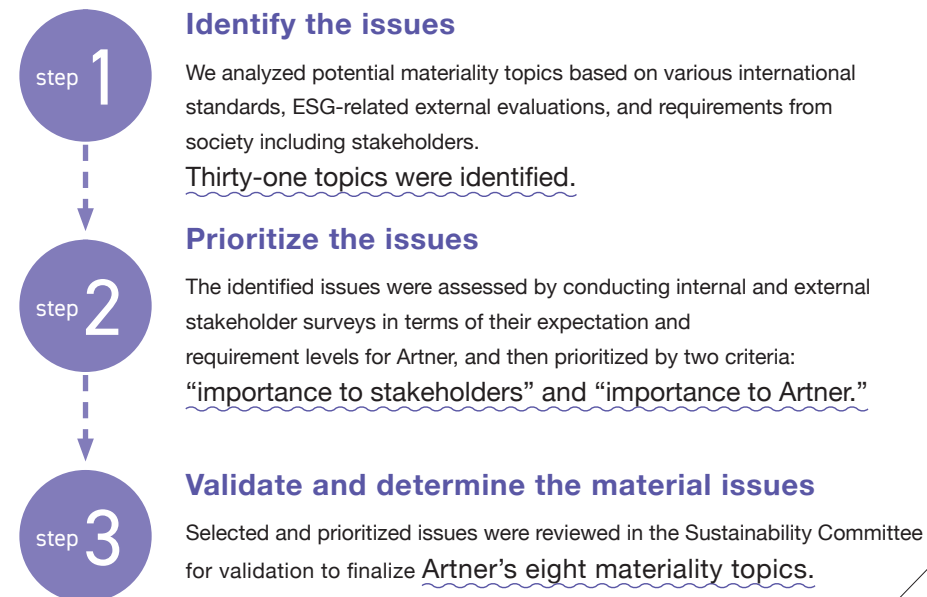 step 1
Identify the issues
We analyzed potential materiality topics based on various international
standards, ESG-related external evaluations, and requirements from
society including stakeholders.
Thirty-one topics were identified.
step 2
Prioritize the issues
The identified issues were assessed by conducting internal and external
stakeholder surveys in terms of their expectation and
requirement levels for Artner, and then prioritized by two criteria:
“importance to stakeholders” and “importance to Artner.”
step 3
Validate and determine the material issues
Selected and prioritized issues were reviewed in the Sustainability Committee
for validation to finalize Artner’s eight materiality topics.